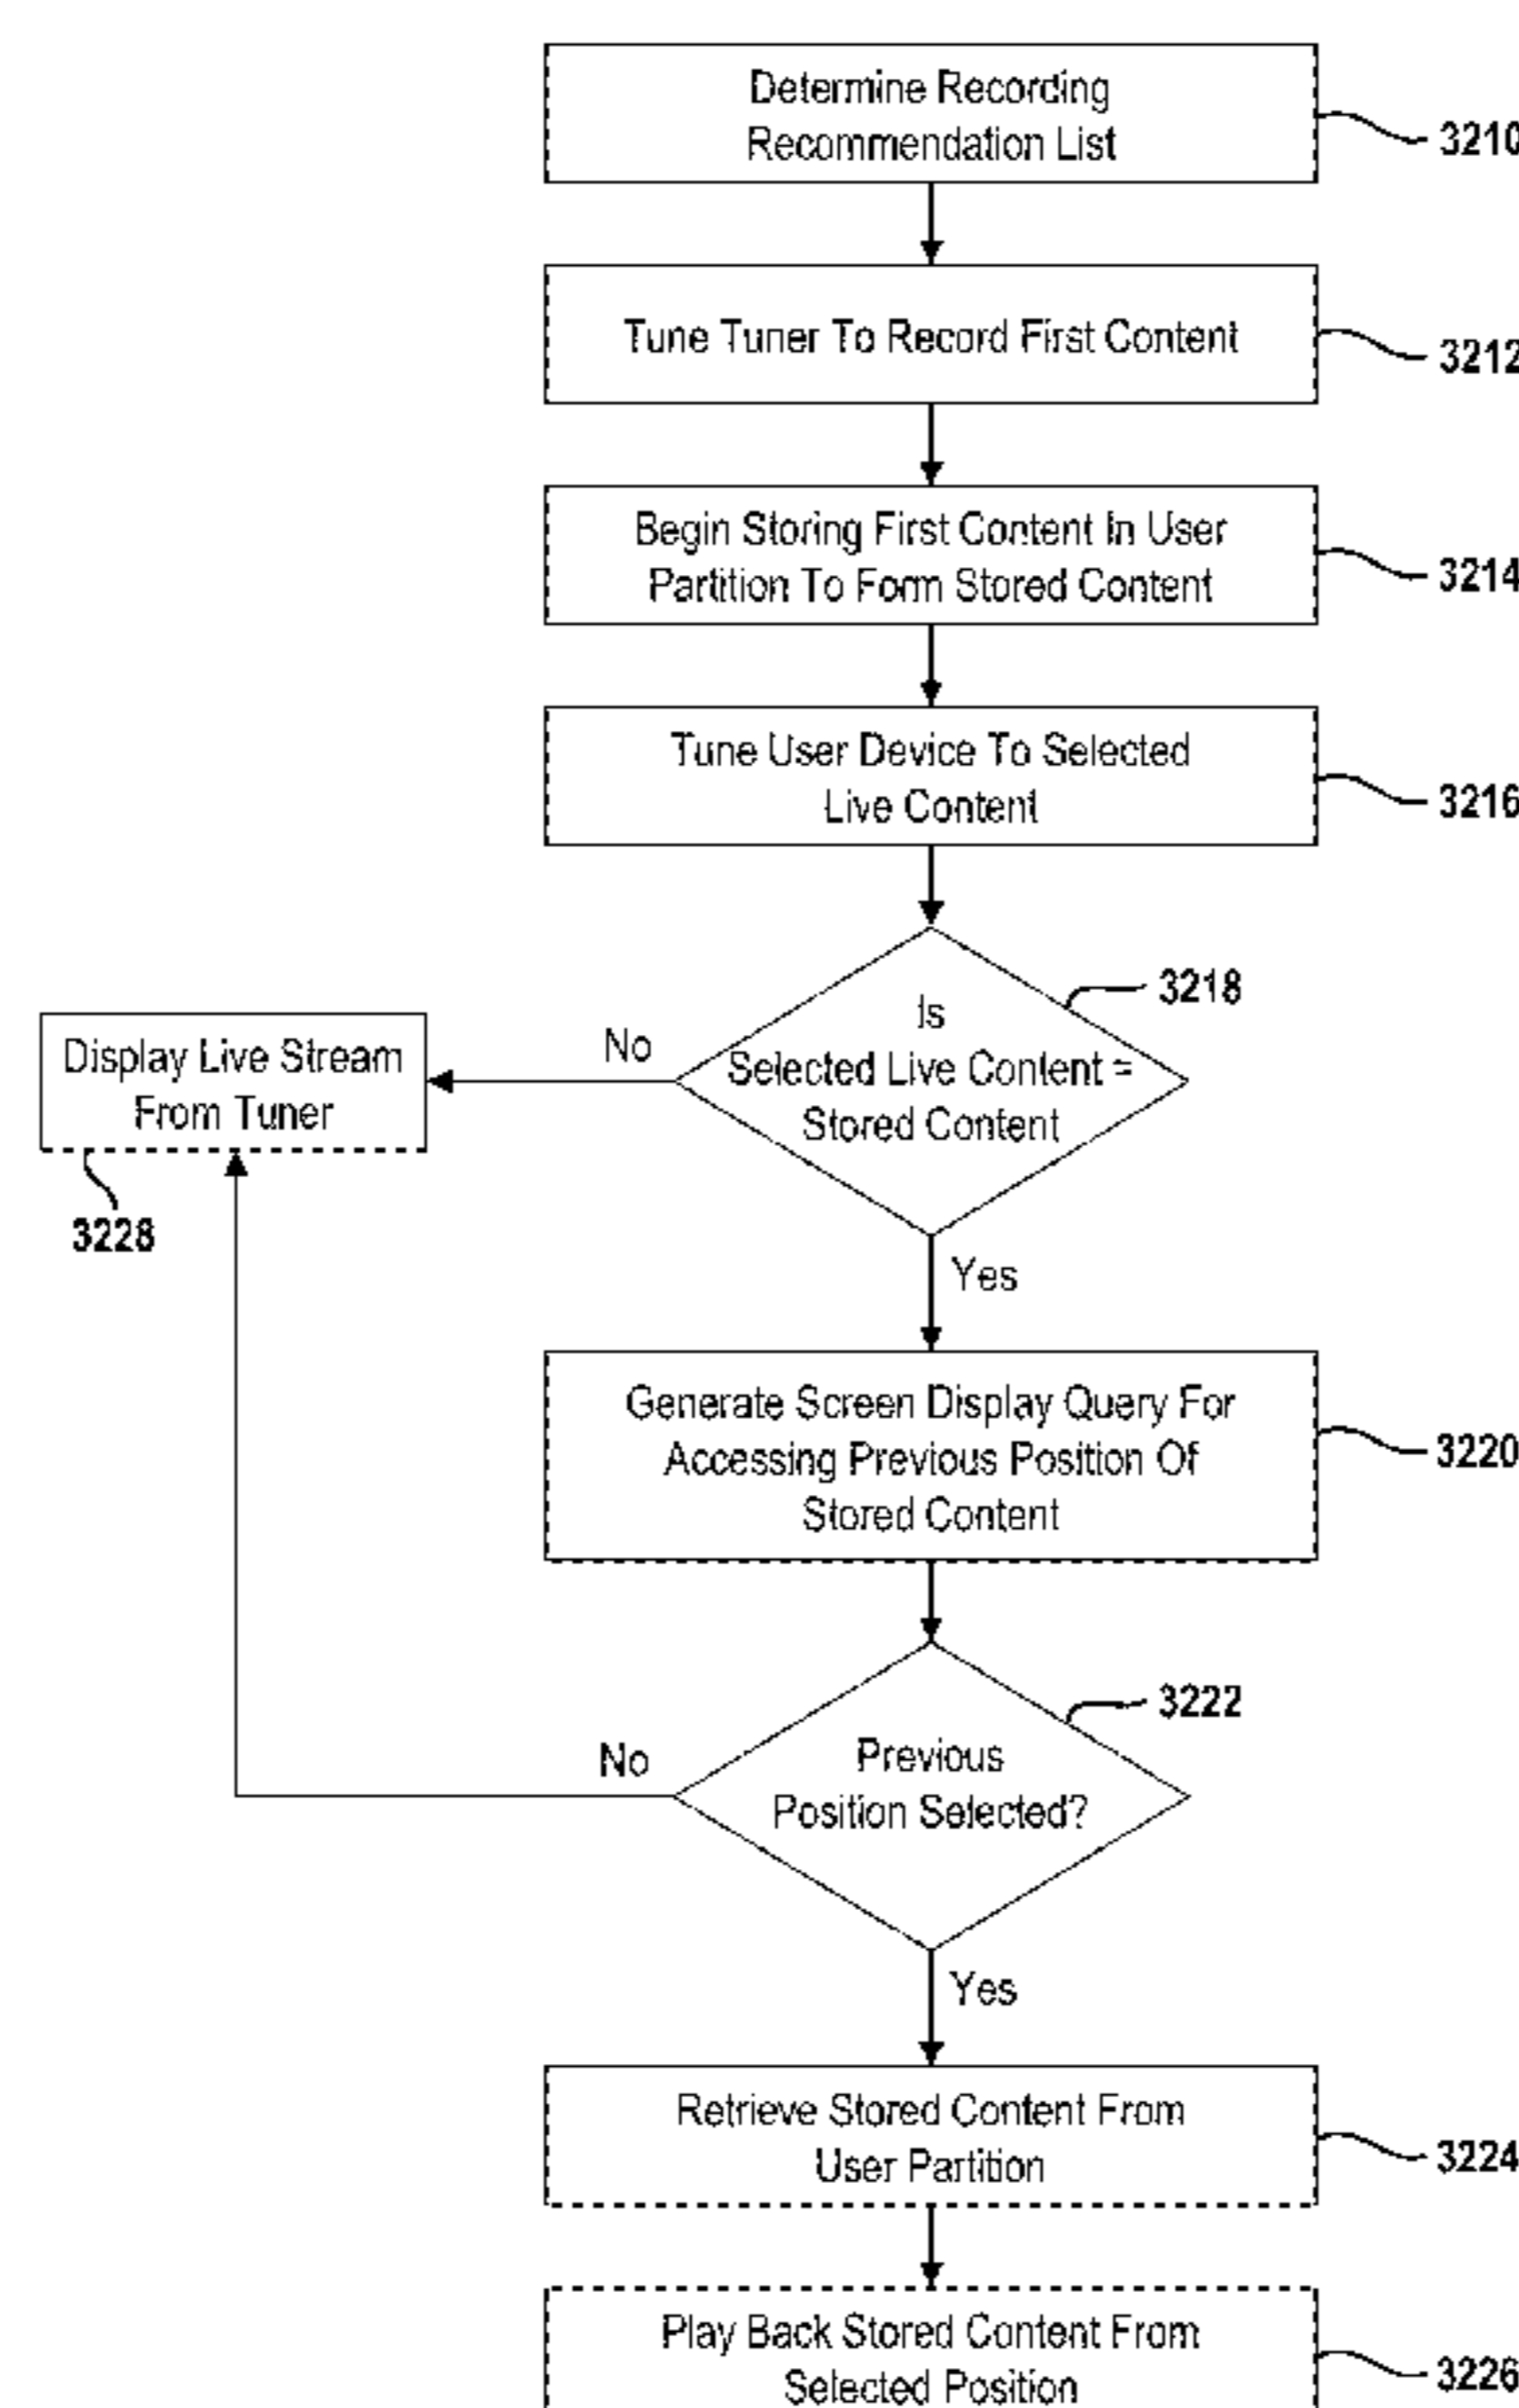 Determine Recording
Recommendation List
3210
Tune Tuner To Record First Content
3212
Begin Storing First Content In User
Partition To Form Stored Content
3214
Tune User Device To Selected
Live Content
3216
3218
Is
Selected Live Content =
Stored Content
No
Display Live Stream
From Tuner
3228
Yes
Generate Screen Display Query For
Accessing Previous Position Of
Stored Content
3220
3222
Previous
Position Selected?
No
Yes
Retrieve Stored Content From
User Partition
3224
Play Back Stored Content From
Selected Position
3226